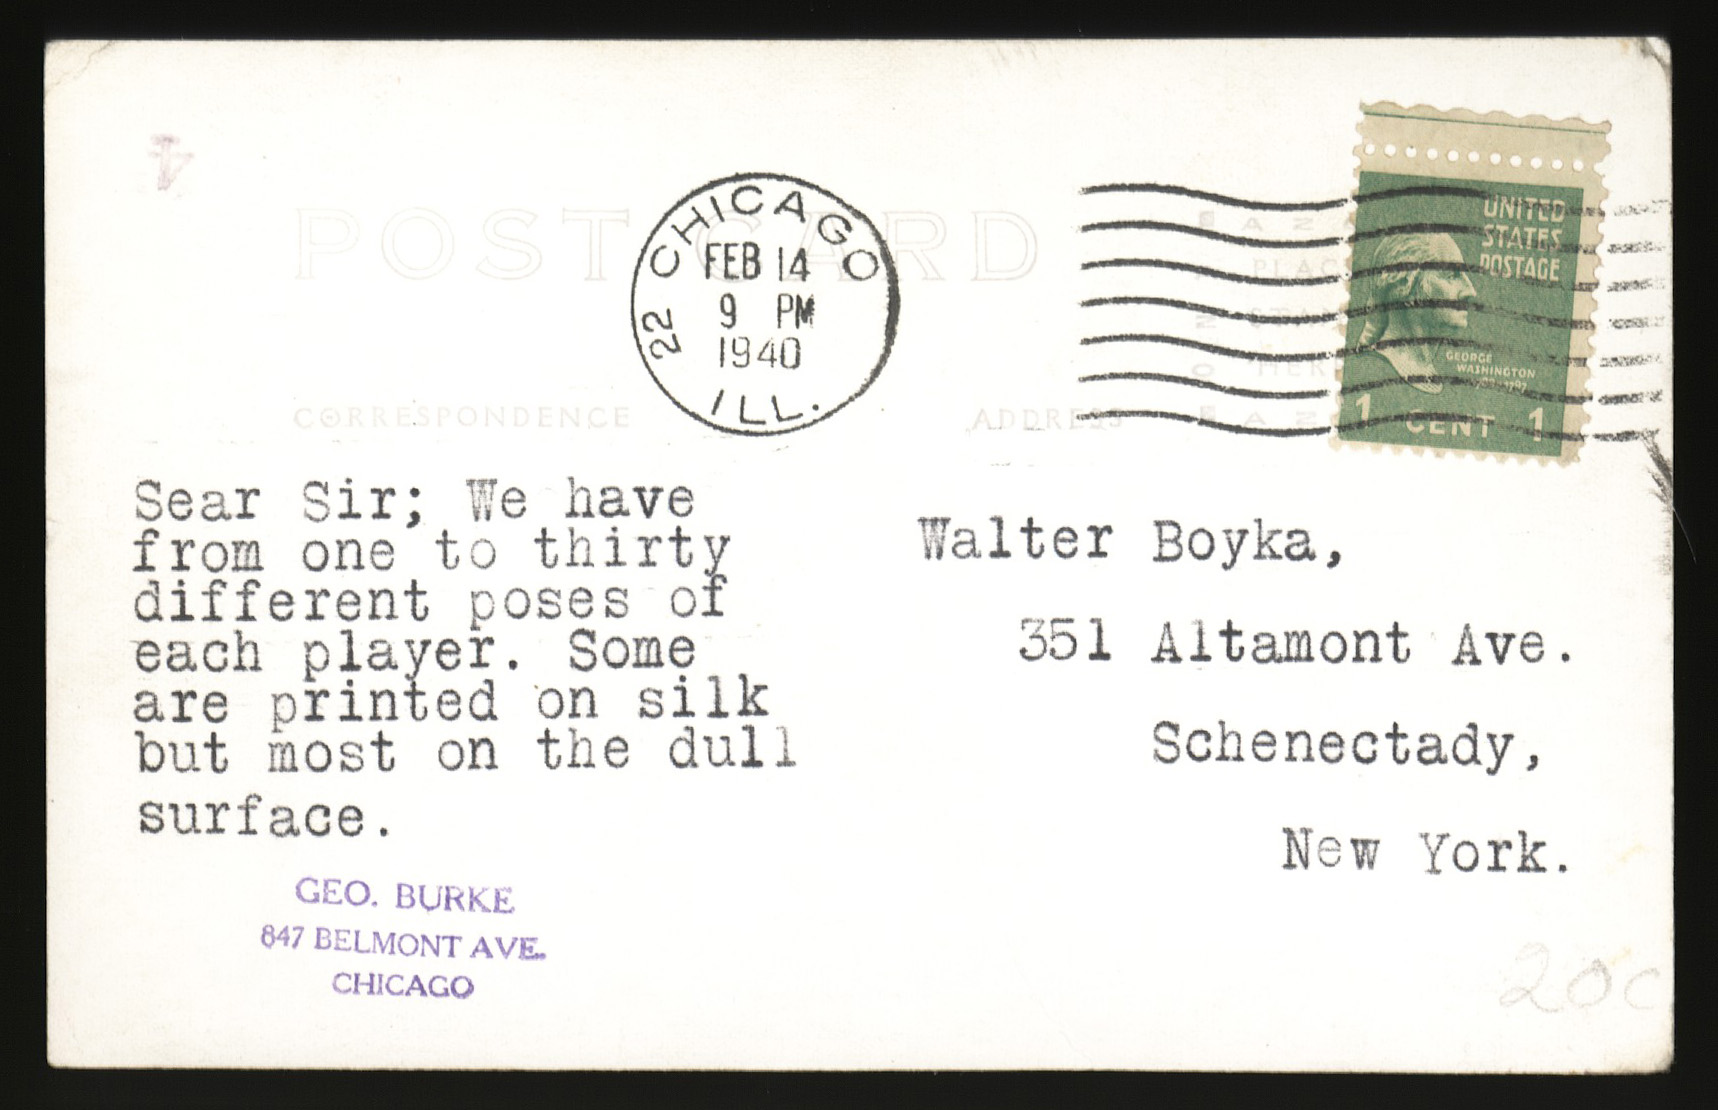 4
POST CARD
22 CHICAGO
FEB 14
9 PM
1940
ILL.
PLACE
STAMP
HERE
UNITED
STATES
POSTAGE
GEORGE
WASHINGTON
1 CENT 1
CORRESPONDENCE
ADDRESS
Sear Sir; We have
from one to thirty
different poses of
each player. Some
are printed on silk
but most on the dull
surface.
GEO. BURKE
847 BELMONT AVE.
CHICAGO
Walter Boyka,
351 Altamont Ave.
Schenectady,
New York.
20c